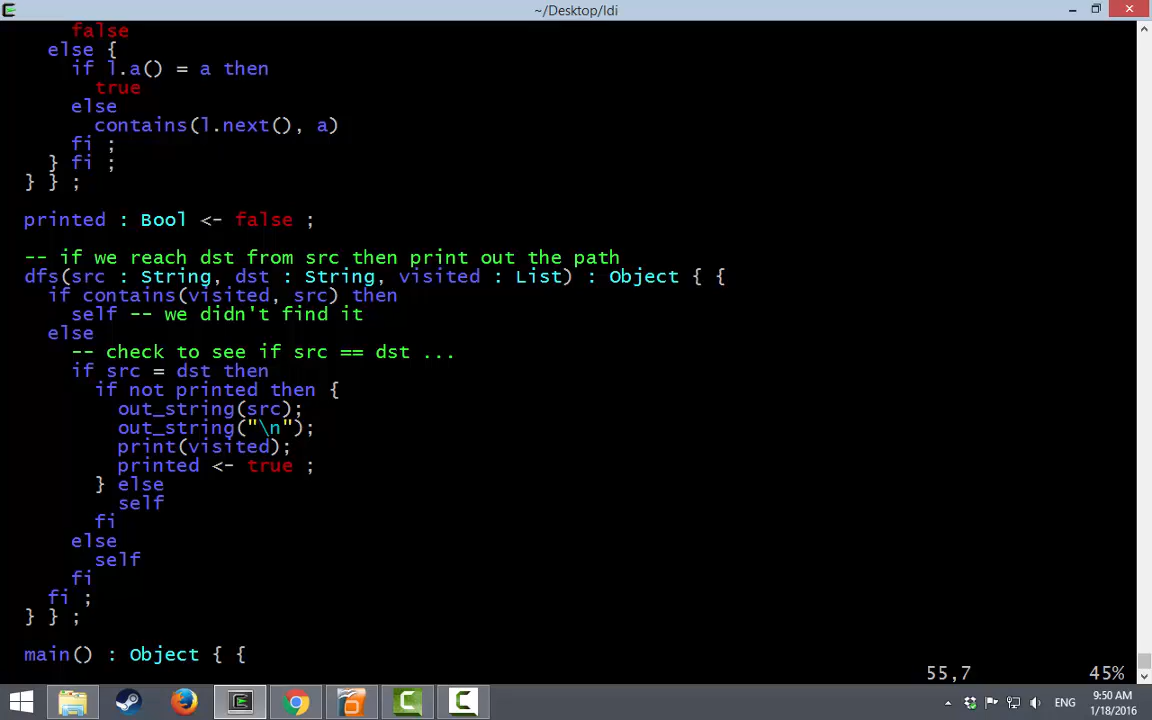 ~/Desktop/ldi
false
else {
if l.a() = a then
true
else
contains(l.next(), a)
fi ;
} fi ;
} } ;
printed : Bool <- false ;
-- if we reach dst from src then print out the path
dfs(src : String, dst : String, visited : List) : Object { {
if contains(visited, src) then
self -- we didn't find it
else
-- check to see if src == dst ...
if src = dst then
if not printed then {
out_string(src);
out_string("\n");
print(visited);
printed <- true ;
} else
self
fi
else
self
fi
fi ;
} } ;
main() : Object { {
55,7 45%
ENG
9:50 AM
1/18/2016